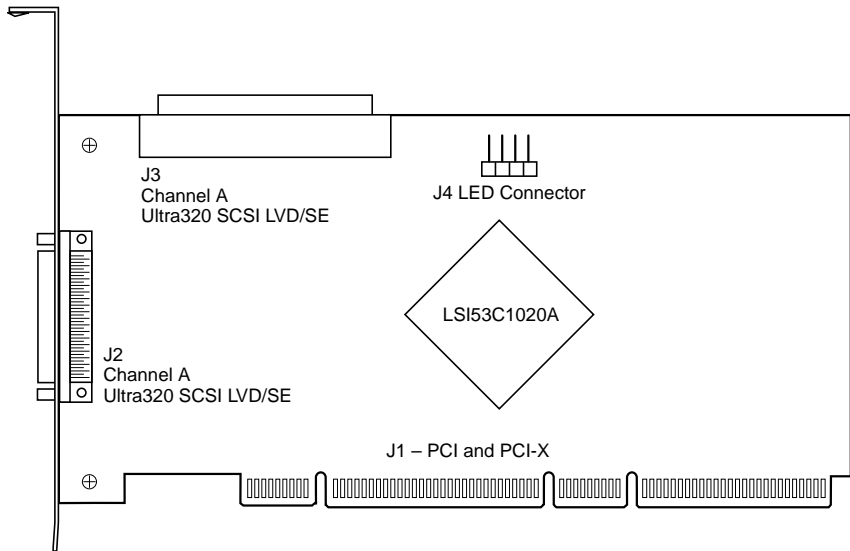 J3
Channel A
Ultra320 SCSI LVD/SE
J4 LED Connector
LSI53C1020A
J2
Channel A
Ultra320 SCSI LVD/SE
J1 – PCI and PCI-X